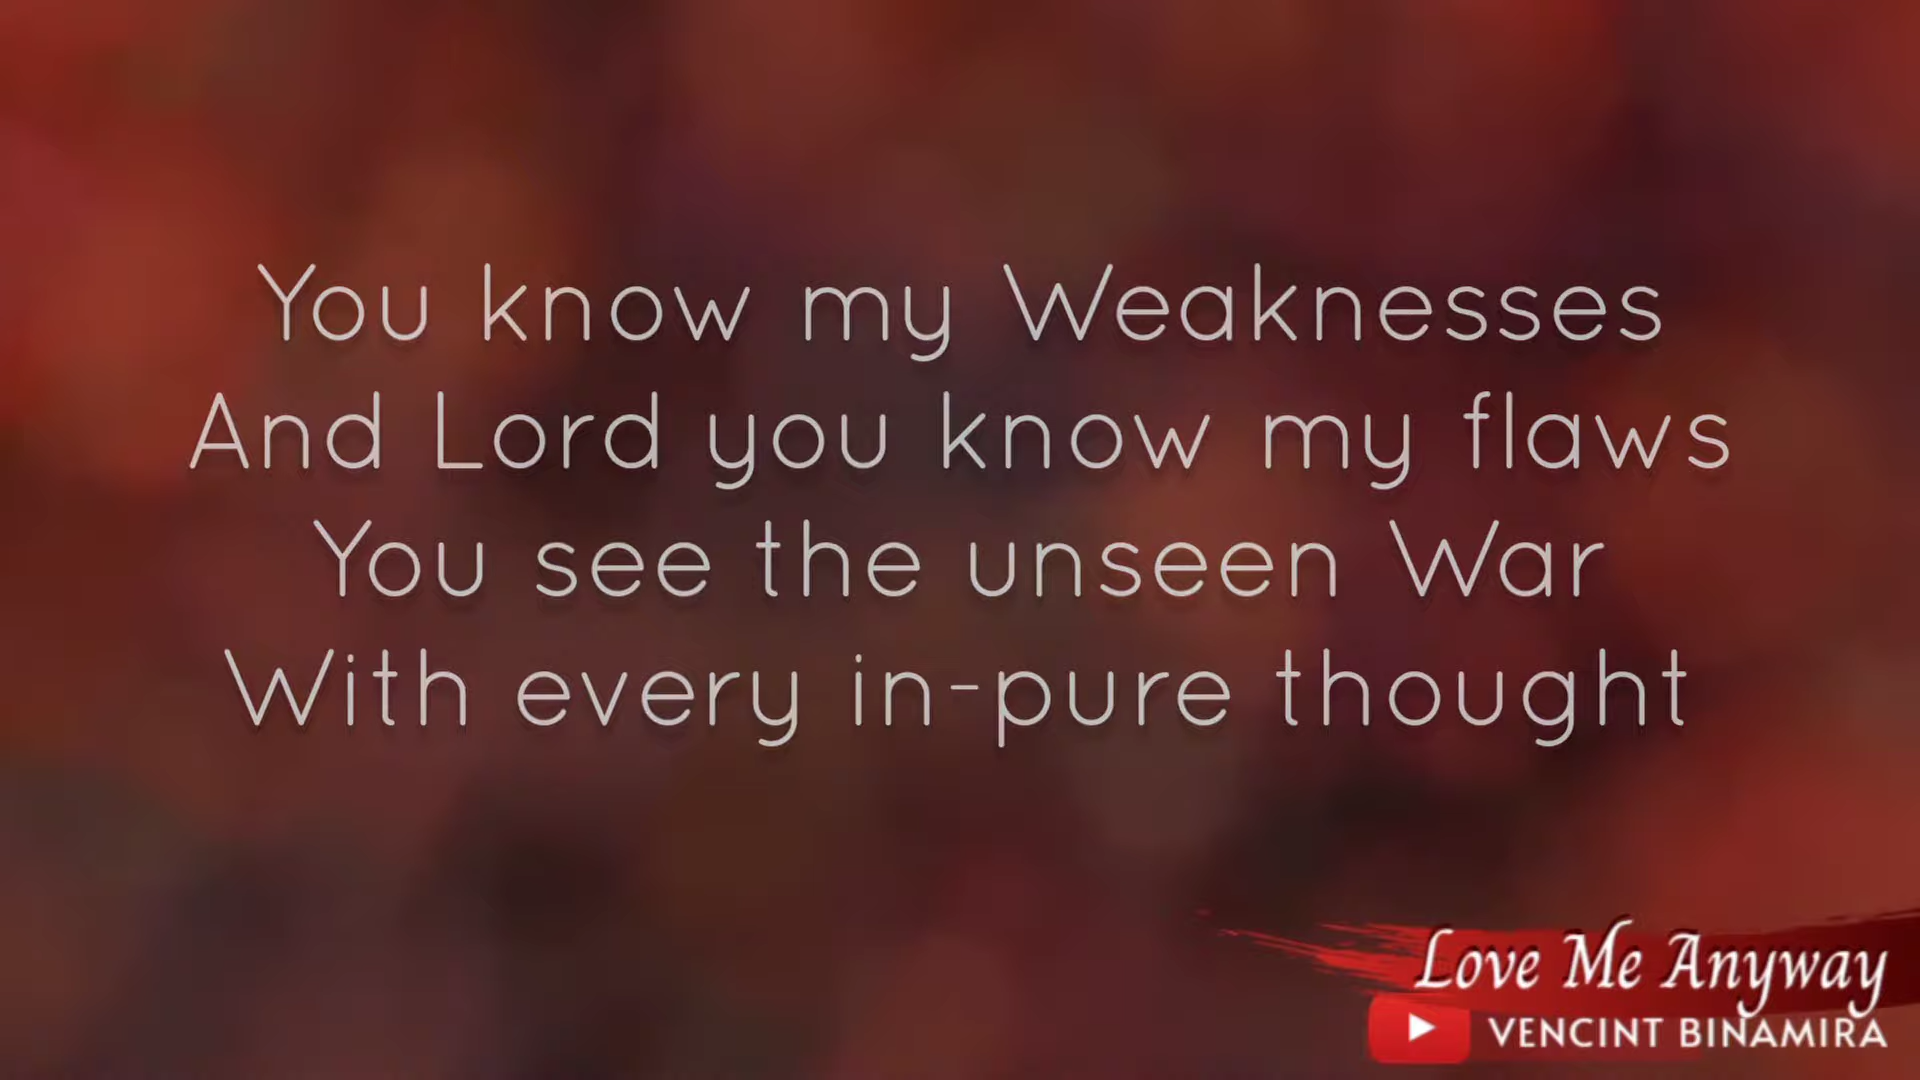 You know my Weaknesses
And Lord you know my flaws
You see the unseen War
With every in-pure thought
Love Me Anyway
VENCINT BINAMIRA